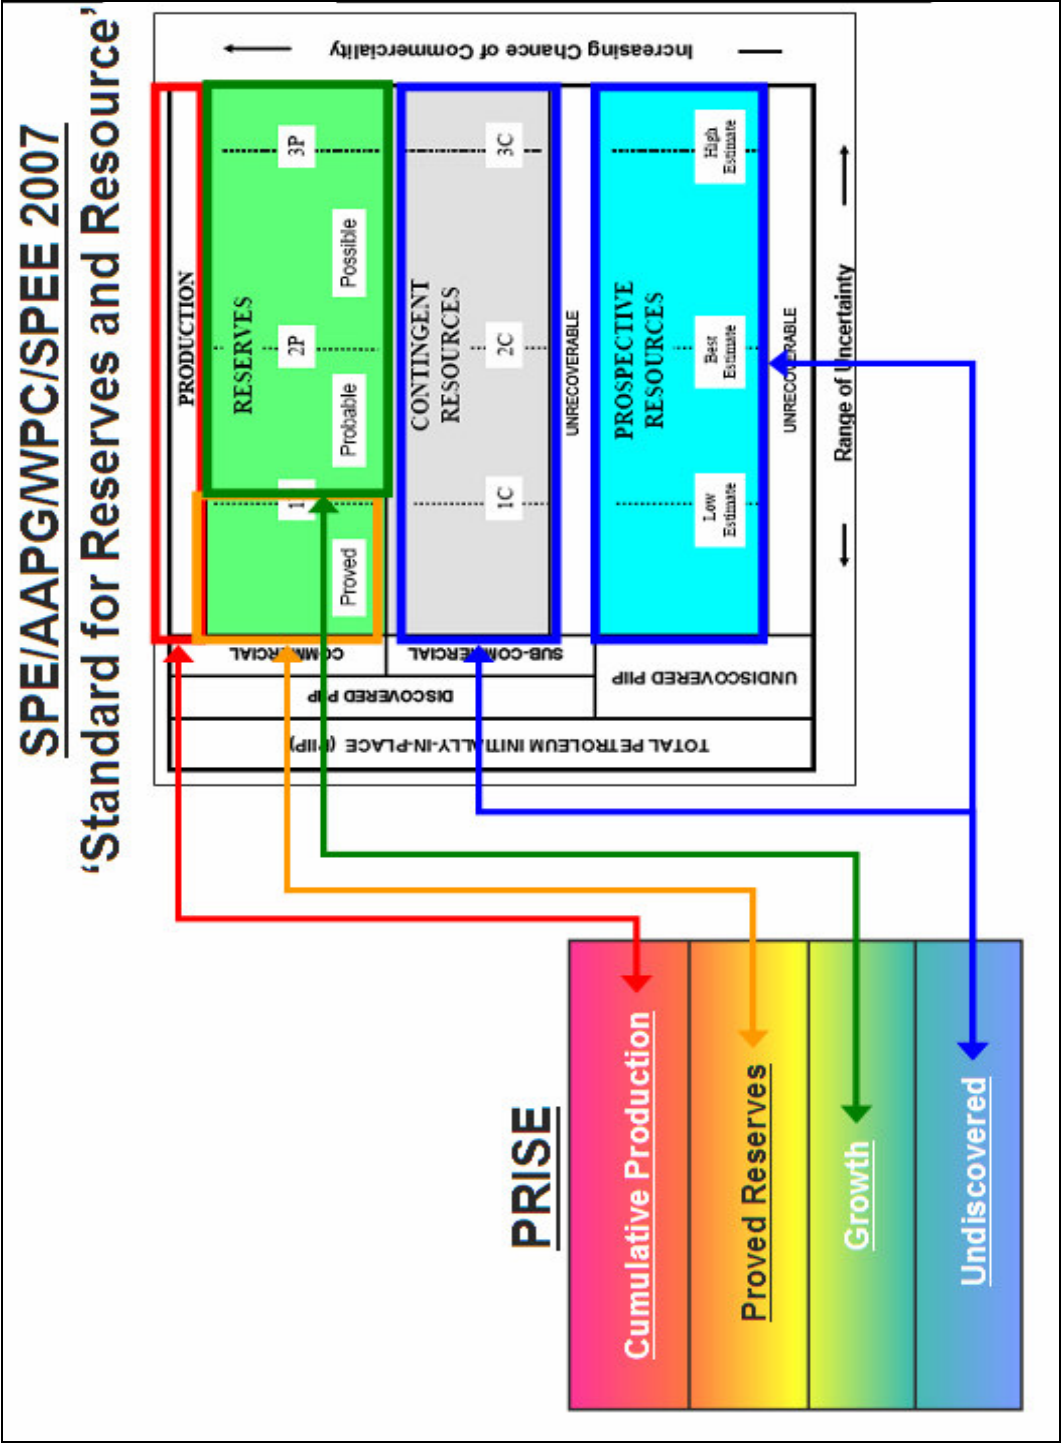 SPE/AAPG/WPC/SPEE 2007
‘Standard for Reserves and Resource’
PRISE
Cumulative Production
Proved Reserves
Growth
Undiscovered
TOTAL PETROLEUM INITIALLY-IN-PLACE (PIIP)
DISCOVERED PIIP
UNDISCOVERED PIIP
COMMERCIAL
SUB-COMMERCIAL
PRODUCTION
RESERVES
1
2P
3P
Proved
Probable
Possible
CONTINGENT
RESOURCES
1C
2C
3C
UNRECOVERABLE
PROSPECTIVE
RESOURCES
Low
Estimate
Best
Estimate
High
Estimate
UNRECOVERABLE
Range of Uncertainty
Increasing Chance of Commerciality